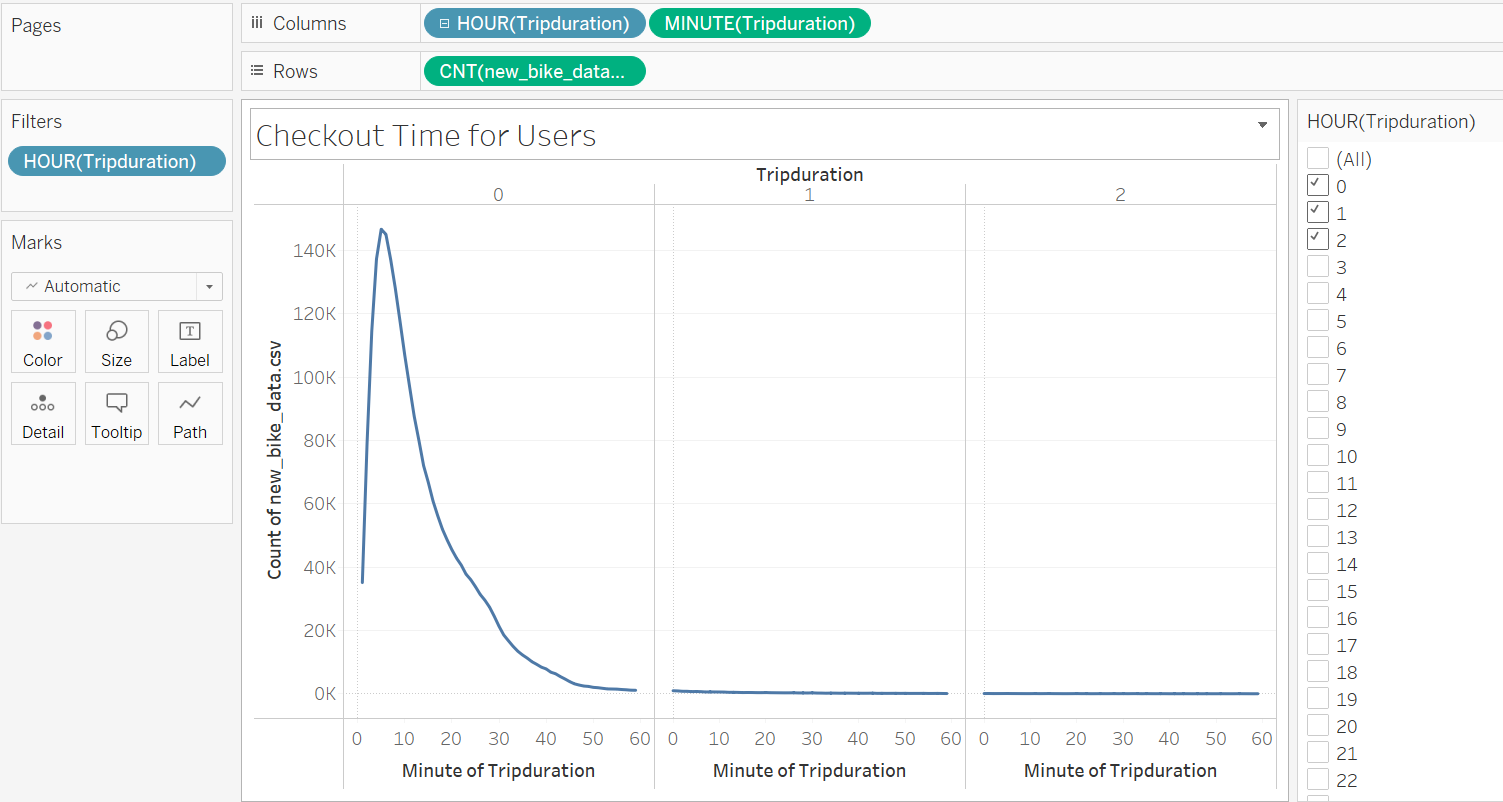 Pages
Columns
HOUR(Tripduration)
MINUTE(Tripduration)
Rows
CNT(new_bike_data...
Filters
HOUR(Tripduration)
Marks
Automatic
Color
Size
Label
Detail
Tooltip
Path
Checkout Time for Users
Tripduration
0
1
2
Count of new_bike_data.csv
140K
120K
100K
80K
60K
40K
20K
0K
0 10 20 30 40 50 60
0 10 20 30 40 50 60
0 10 20 30 40 50 60
Minute of Tripduration
Minute of Tripduration
Minute of Tripduration
HOUR(Tripduration)
(All)
0
1
2
3
4
5
6
7
8
9
10
11
12
13
14
15
16
17
18
19
20
21
22